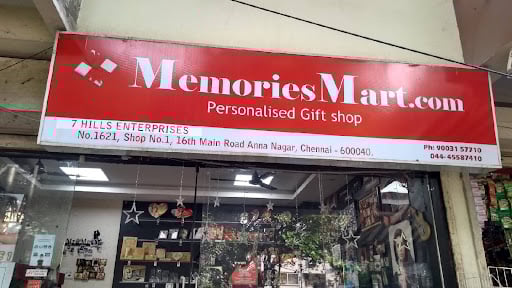 MemoriesMart.com
Personalised Gift shop
7 HILLS ENTERPRISES
No.1621, Shop No.1, 16th Main Road Anna Nagar, Chennai - 600040.
Ph: 90031 57210
044-45587410